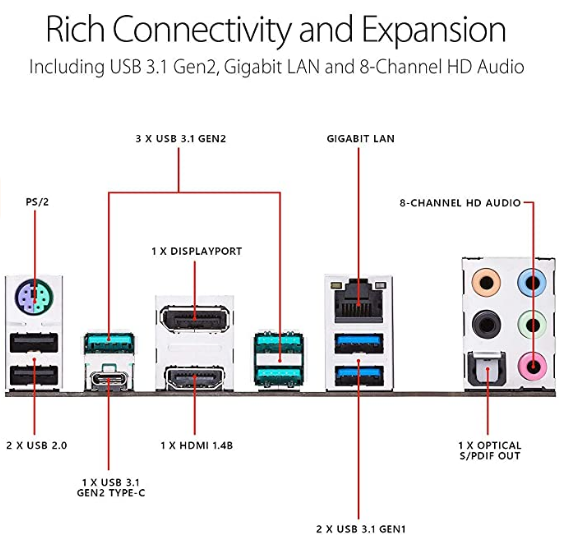 Rich Connectivity and Expansion
Including USB 3.1 Gen2, Gigabit LAN and 8-Channel HD Audio
3 X USB 3.1 GEN2
GIGABIT LAN
PS/2
8-CHANNEL HD AUDIO
1 X DISPLAYPORT
2 X USB 2.0
1 X HDMI 1.4B
1 X OPTICAL
S/PDIF OUT
1 X USB 3.1
GEN2 TYPE-C
2 X USB 3.1 GEN1